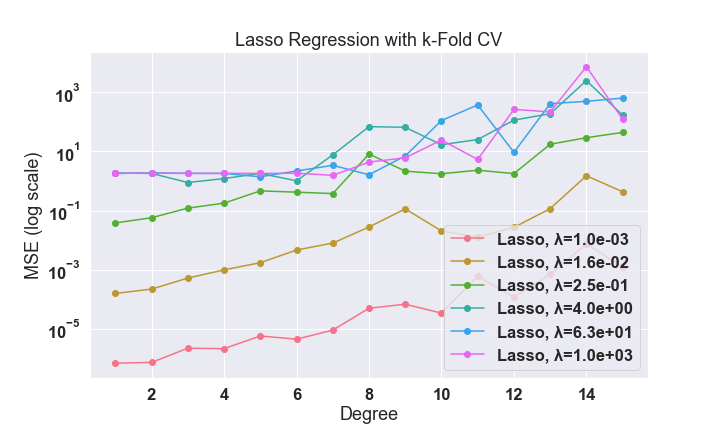 Lasso Regression with k-Fold CV
MSE (log scale)
10^3
10^1
10^-1
10^-3
10^-5
2 4 6 8 10 12 14
Degree
Lasso, λ=1.0e-03
Lasso, λ=1.6e-02
Lasso, λ=2.5e-01
Lasso, λ=4.0e+00
Lasso, λ=6.3e+01
Lasso, λ=1.0e+03